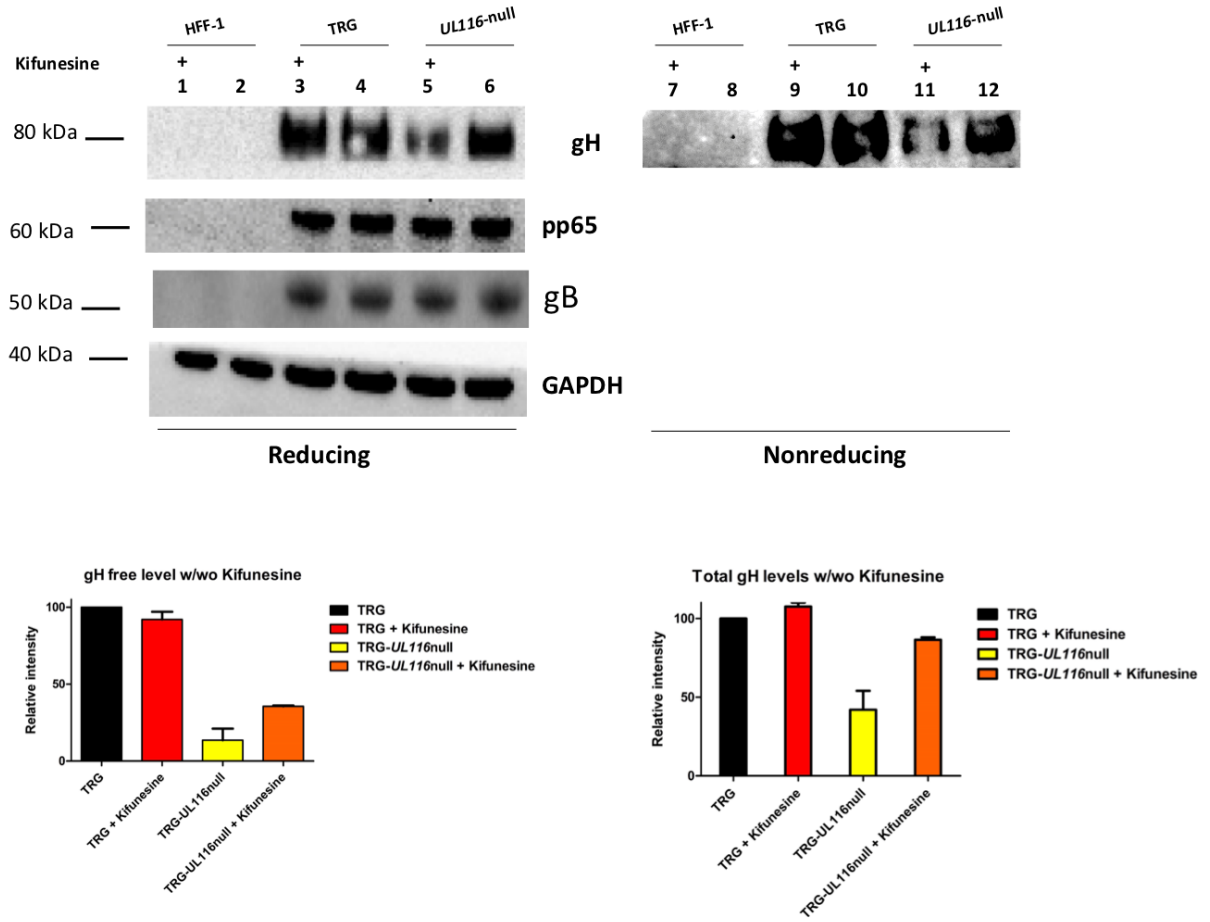 HFF-1 TRG UL116-null HFF-1 TRG UL116-null
Kifunesine + + + + + +
1 2 3 4 5 6 7 8 9 10 11 12
80 kDa gH
60 kDa pp65
50 kDa gB
40 kDa GAPDH
Reducing Nonreducing
gH free level w/wo Kifunesine
Relative intensity
100
50
0
TRG
TRG + Kifunesine
TRG-UL116null
TRG-UL116null + Kifunesine
TRG
TRG + Kifunesine
TRG-UL116null
TRG-UL116null + Kifunesine
Total gH levels w/wo Kifunesine
Relative intensity
100
50
0
TRG
TRG + Kifunesine
TRG-UL116null
TRG-UL116null + Kifunesine
TRG
TRG + Kifunesine
TRG-UL116null
TRG-UL116null + Kifunesine